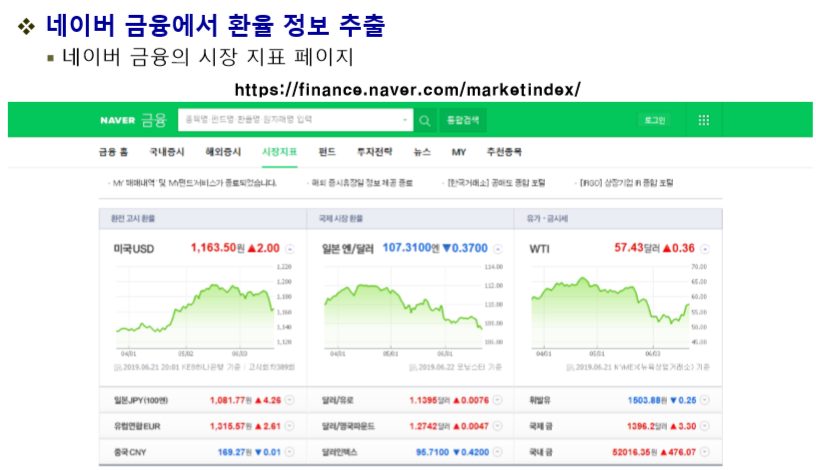 ❖ 네이버 금융에서 환율 정보 추출
▪ 네이버 금융의 시장 지표 페이지
https://finance.naver.com/marketindex/
NAVER 금융 종목명·펀드명·환율명·원자재명 입력 통합검색 로그인
금융 홈 국내증시 해외증시 시장지표 펀드 투자전략 뉴스 MY 추천종목
· MY '매매내역' 및 MY펀드 서비스가 종료되었습니다. · 해외 증시휴장일 정보 제공 종료 · [한국거래소] 공매도 종합 포털 · [IRGO] 상장기업 IR 종합 포털
환전 고시 환율 국제 시장 환율 유가·금시세
미국USD 1,163.50원 ▲2.00 일본 엔/달러 107.3100엔 ▼0.3700 WTI 57.43달러 ▲0.36
1,220 114.00 70.00
1,200 112.00 65.00
1,180 60.00
1,160 55.00
1,140 108.00 50.00
1,120 106.00 45.00
04/01 05/02 06/03 04/01 05/01 06/03 04/01 05/01 06/03
2019.06.21 20:01 KEB하나은행 기준 고시회차389회 2019.06.22 모닝스타 기준 2019.06.21 NYMEX(뉴욕상업거래소) 기준
일본JPY(100엔) 1,081.77원 ▲4.26 달러/유로 1.1395달러 ▲0.0076 휘발유 1503.88원 ▼0.25
유럽연합EUR 1,315.57원 ▲2.61 달러/영국파운드 1.2742달러 ▲0.0047 국제 금 1396.2달러 ▲3.30
중국CNY 169.27원 ▼0.01 달러인덱스 95.7100 ▼0.4200 국내 금 52016.35원 ▲476.07